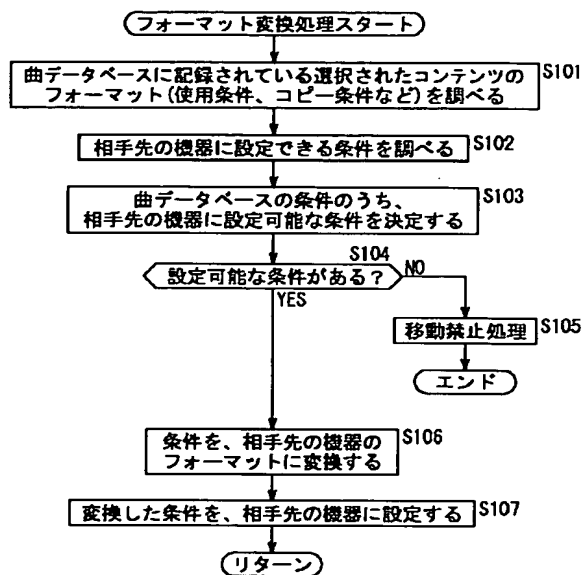 フォーマット変換処理スタート
曲データベースに記録されている選択されたコンテンツの
フォーマット(使用条件、コピー条件など)を調べる
S101
相手先の機器に設定できる条件を調べる
S102
曲データベースの条件のうち、
相手先の機器に設定可能な条件を決定する
S103
S104
設定可能な条件がある?
NO
YES
移動禁止処理
S105
エンド
条件を、相手先の機器の
フォーマットに変換する
S106
変換した条件を、相手先の機器に設定する
S107
リターン